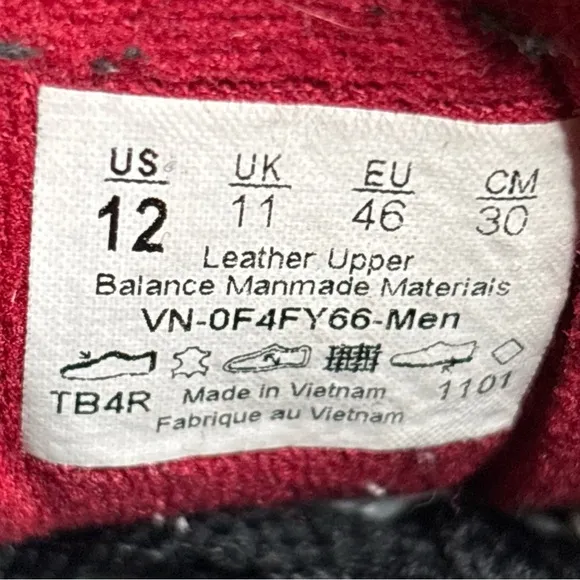 US UK EU CM
12 11 46 30
Leather Upper
Balance Manmade Materials
VN-0F4FY66-Men
TB4R Made in Vietnam 1101
Fabrique au Vietnam